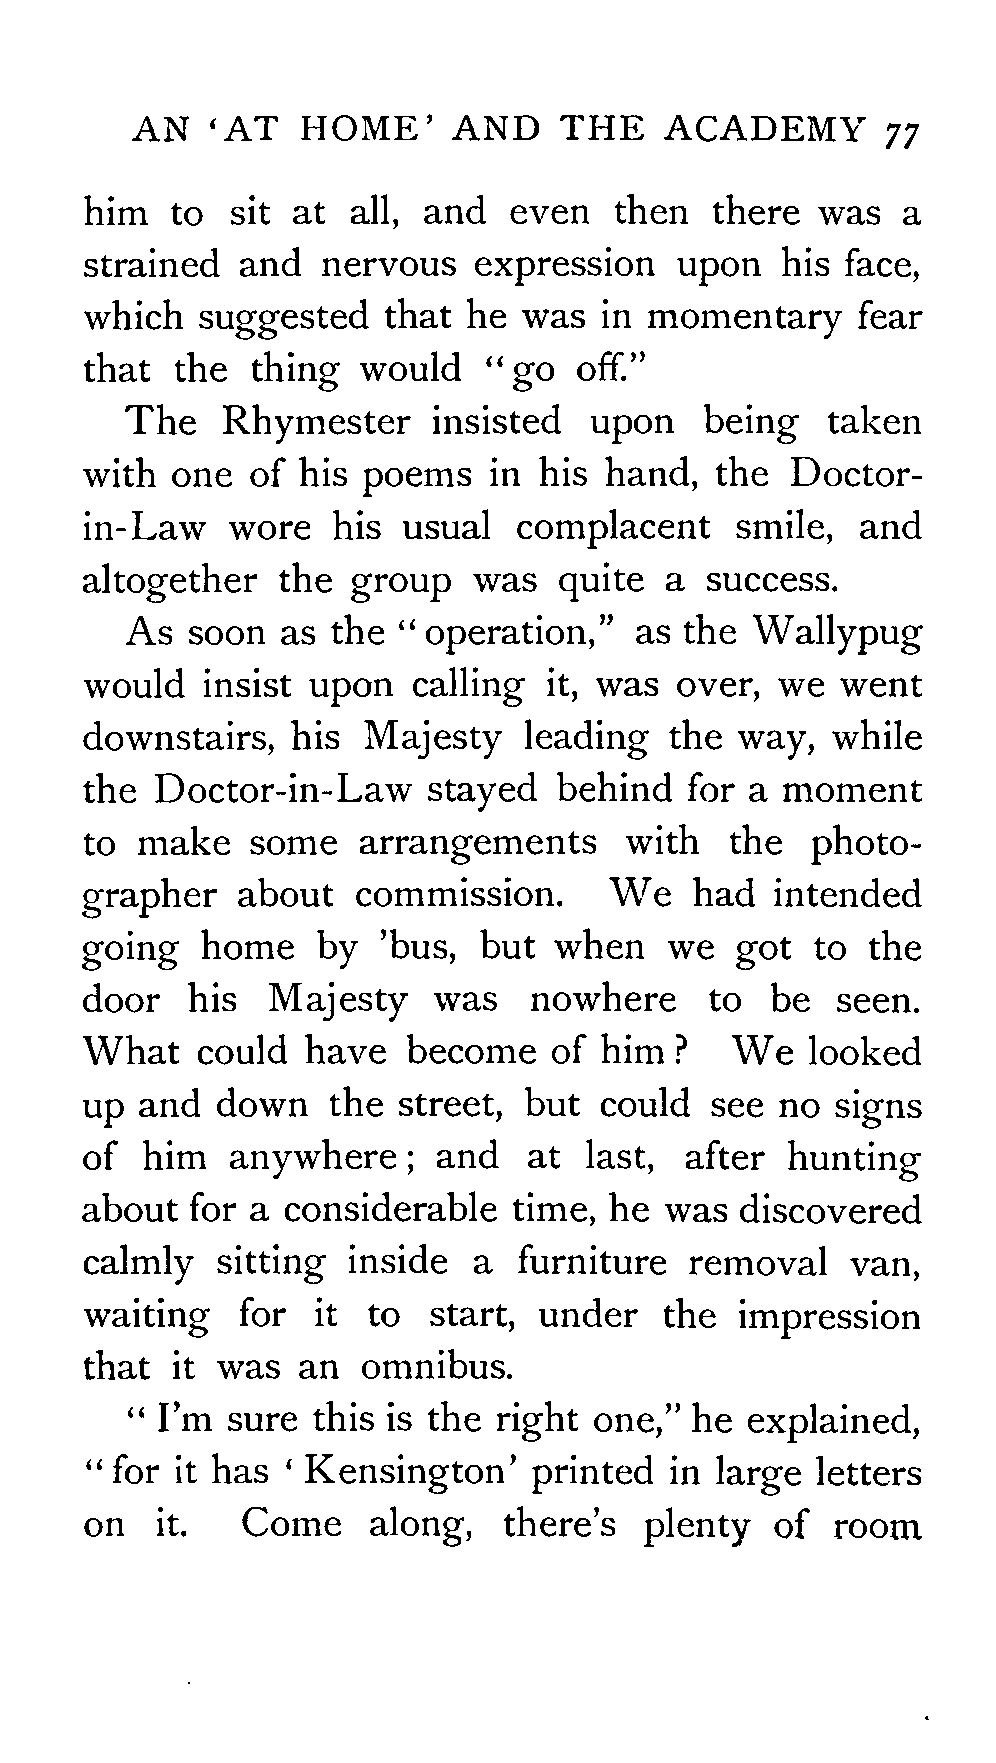 AN 'AT HOME' AND THE ACADEMY 77
him to sit at all, and even then there was a
strained and nervous expression upon his face,
which suggested that he was in momentary fear
that the thing would "go off."
The Rhymester insisted upon being taken
with one of his poems in his hand, the Doctor-
in-Law wore his usual complacent smile, and
altogether the group was quite a success.
As soon as the "operation," as the Wallypug
would insist upon calling it, was over, we went
downstairs, his Majesty leading the way, while
the Doctor-in-Law stayed behind for a moment
to make some arrangements with the photo-
grapher about commission. We had intended
going home by 'bus, but when we got to the
door his Majesty was nowhere to be seen.
What could have become of him? We looked
up and down the street, but could see no signs
of him anywhere; and at last, after hunting
about for a considerable time, he was discovered
calmly sitting inside a furniture removal van,
waiting for it to start, under the impression
that it was an omnibus.
"I'm sure this is the right one," he explained,
"for it has 'Kensington' printed in large letters
on it. Come along, there's plenty of room